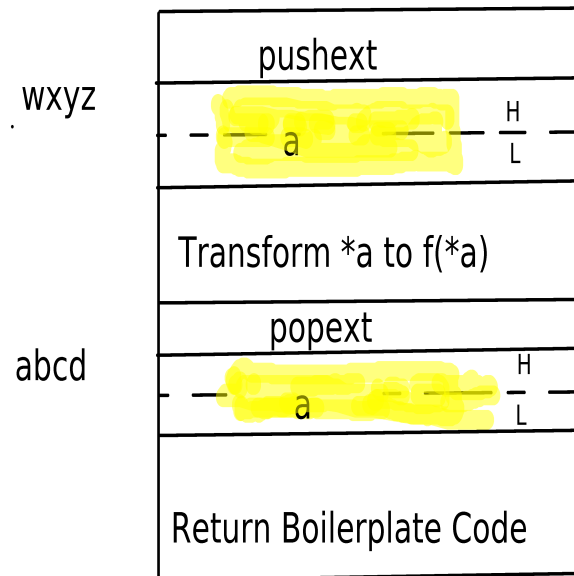 pushext
wxyz
H
a
L
Transform *a to f(*a)
popext
abcd
H
a
L
Return Boilerplate Code